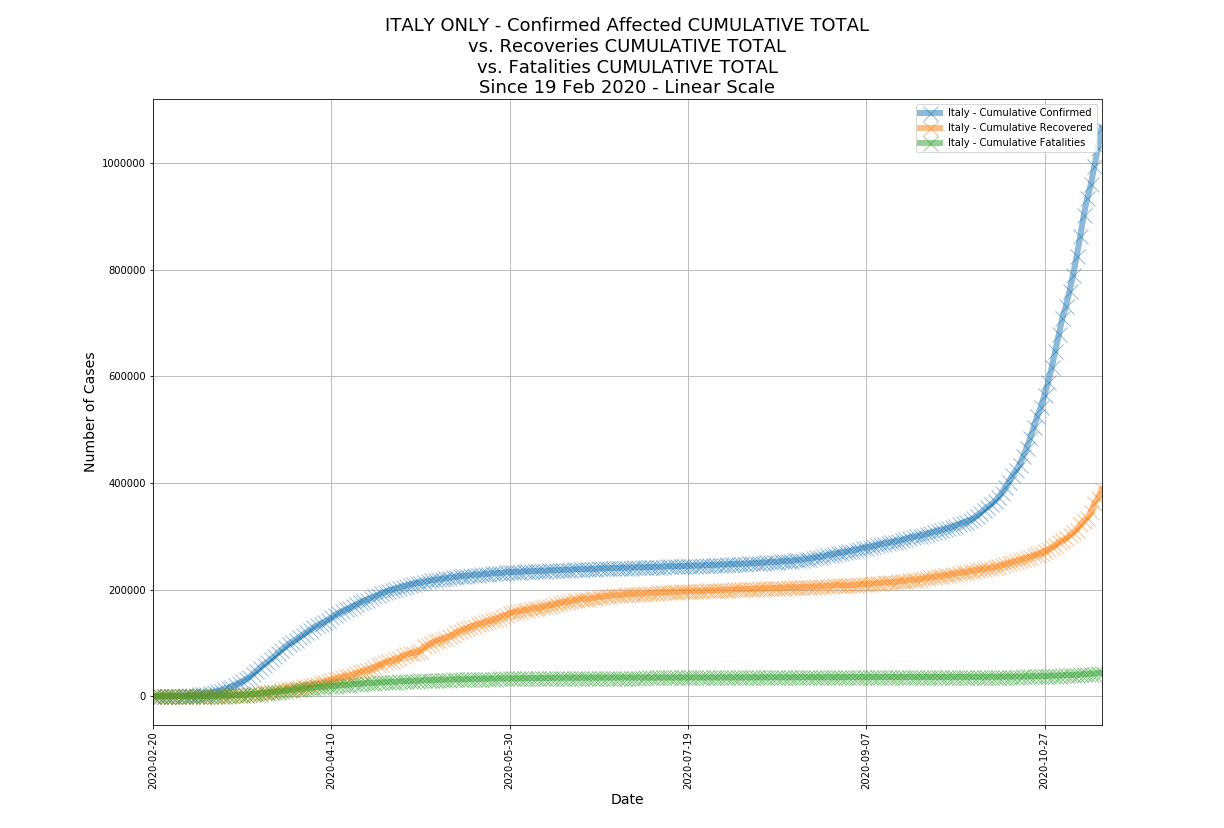 ITALY ONLY - Confirmed Affected CUMULATIVE TOTAL
vs. Recoveries CUMULATIVE TOTAL
vs. Fatalities CUMULATIVE TOTAL
Since 19 Feb 2020 - Linear Scale
Italy - Cumulative Confirmed
Italy - Cumulative Recovered
Italy - Cumulative Fatalities
Number of Cases
1000000
800000
600000
400000
200000
0
2020-02-20
2020-04-10
2020-05-30
2020-07-19
2020-09-07
2020-10-27
Date